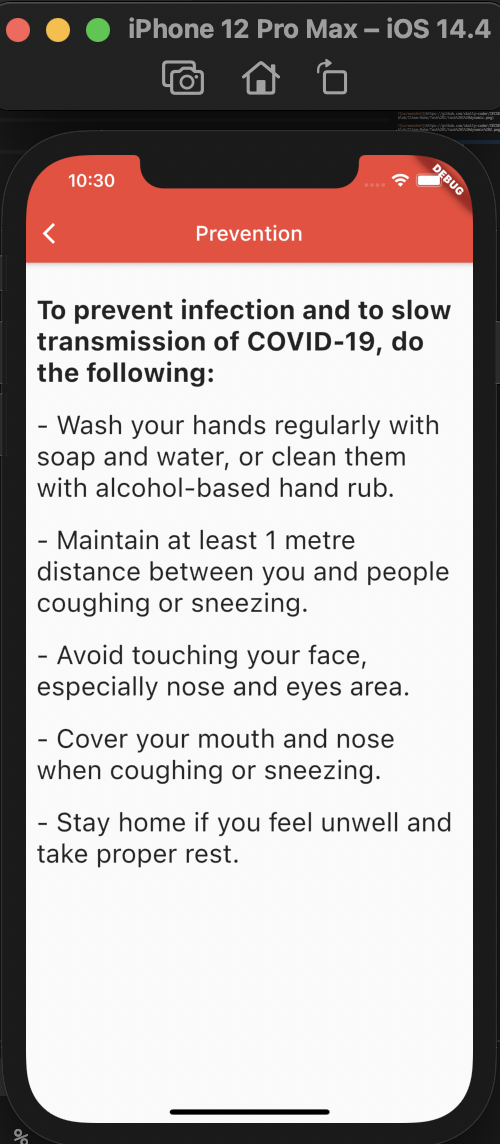 iPhone 12 Pro Max – iOS 14.4
10:30
DEBUG
Prevention
To prevent infection and to slow
transmission of COVID-19, do
the following:
- Wash your hands regularly with
soap and water, or clean them
with alcohol-based hand rub.
- Maintain at least 1 metre
distance between you and people
coughing or sneezing.
- Avoid touching your face,
especially nose and eyes area.
- Cover your mouth and nose
when coughing or sneezing.
- Stay home if you feel unwell and
take proper rest.
%